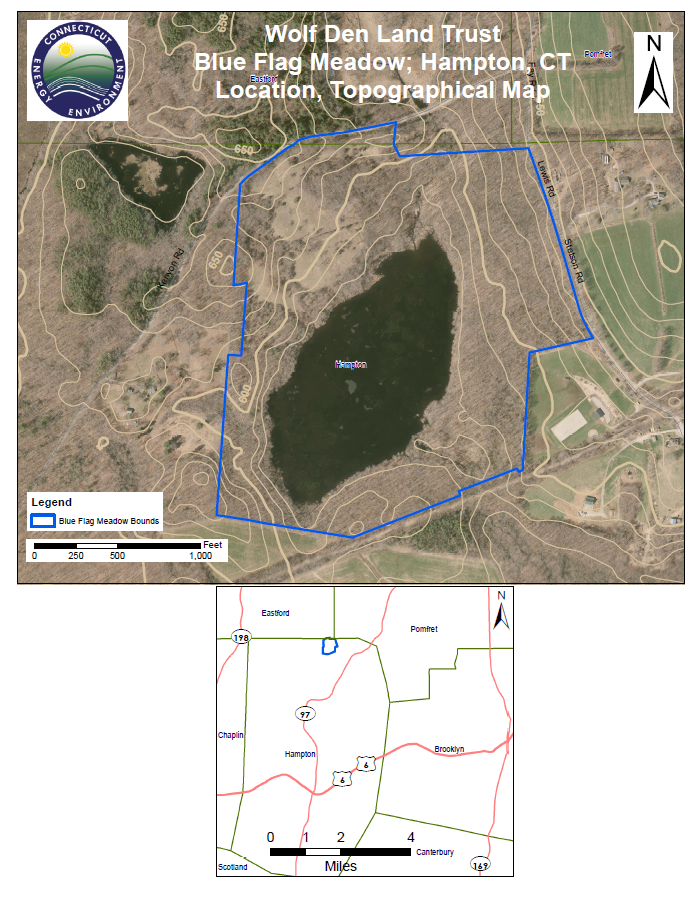 Wolf Den Land Trust
Blue Flag Meadow; Hampton, CT
Location, Topographical Map
CONNECTICUT
ENERGY ENVIRONMENT
N
650
Eastford
Pomfret
650
Lewis Rd
Stetson Rd
Kenyon Rd
650
Hampton
600
Legend
Blue Flag Meadow Bounds
Feet
0 250 500 1,000
Eastford
N
Pomfret
198
97
Chaplin
Hampton
Brooklyn
6
6
0 1 2 4
Miles
Canterbury
Scotland
169